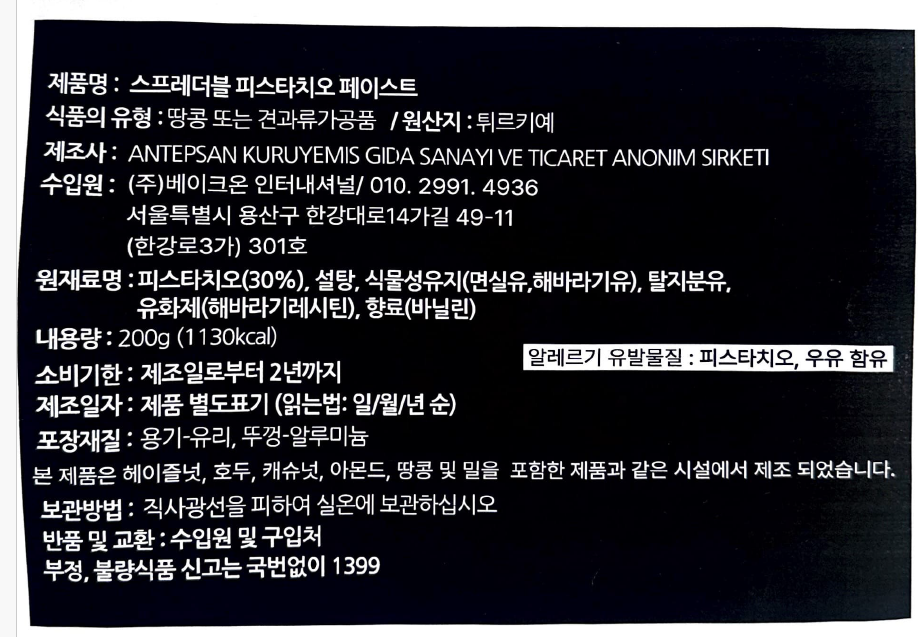 제품명 : 스프레더블 피스타치오 페이스트
식품의 유형 : 땅콩 또는 견과류가공품 / 원산지 : 튀르키예
제조사 : ANTEPSAN KURUYEMIS GIDA SANAYI VE TICARET ANONIM SIRKETI
수입원 : (주)베이크온 인터내셔널/ 010. 2991. 4936
서울특별시 용산구 한강대로14가길 49-11
(한강로3가) 301호
원재료명 : 피스타치오(30%), 설탕, 식물성유지(면실유,해바라기유), 탈지분유,
유화제(해바라기레시틴), 향료(바닐린)
내용량 : 200g (1130kcal)
알레르기 유발물질 : 피스타치오, 우유 함유
소비기한 : 제조일로부터 2년까지
제조일자 : 제품 별도표기 (읽는법: 일/월/년 순)
포장재질 : 용기-유리, 뚜껑-알루미늄
본 제품은 헤이즐넛, 호두, 캐슈넛, 아몬드, 땅콩 및 밀을 포함한 제품과 같은 시설에서 제조 되었습니다.
보관방법 : 직사광선을 피하여 실온에 보관하십시오
반품 및 교환 : 수입원 및 구입처
부정, 불량식품 신고는 국번없이 1399